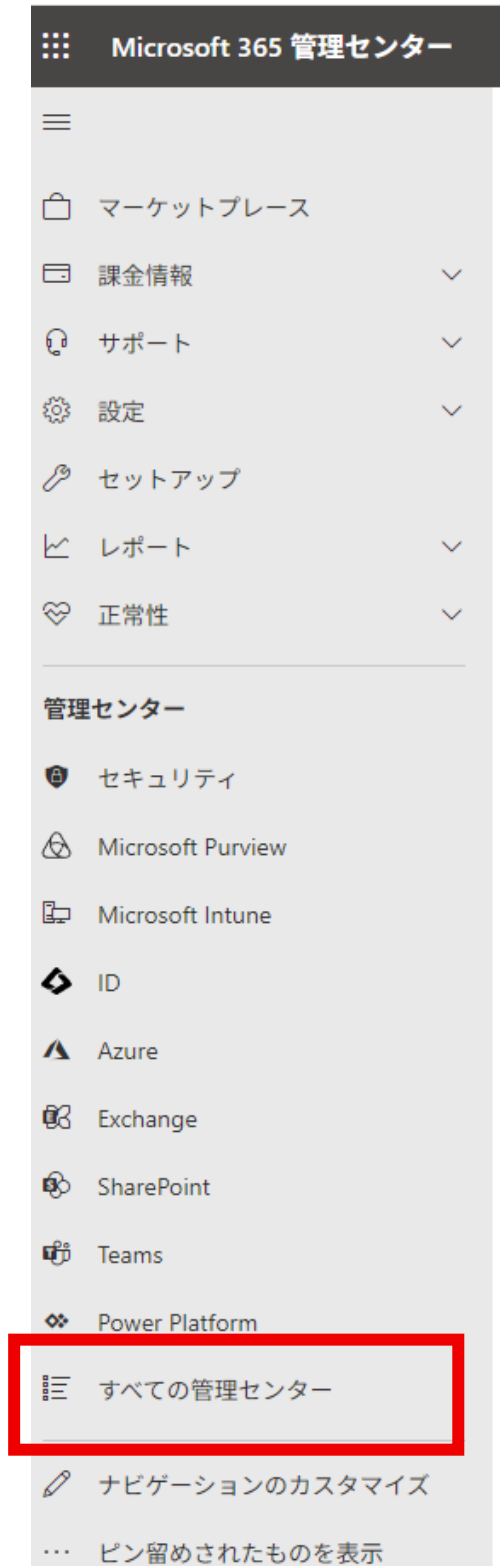 Microsoft 365 管理センター
マーケットプレース
課金情報
サポート
設定
セットアップ
レポート
正常性
管理センター
セキュリティ
Microsoft Purview
Microsoft Intune
ID
Azure
Exchange
SharePoint
Teams
Power Platform
すべての管理センター
ナビゲーションのカスタマイズ
ピン留めされたものを表示